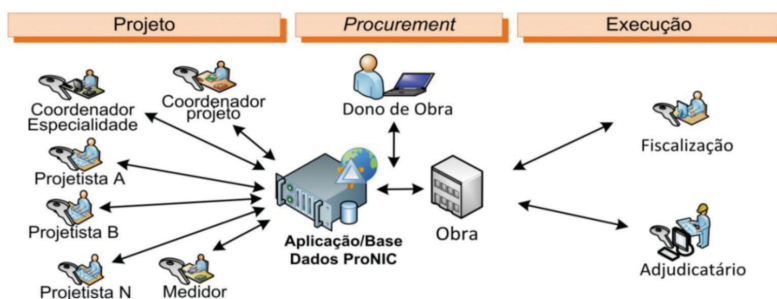 Projeto
Procurement
Execução
Coordenador
Especialidade
Coordenador
projeto
Projetista A
Projetista B
Projetista N
Medidor
Aplicação/Base
Dados ProNIC
Dono de Obra
Obra
Fiscalização
Adjudicatário